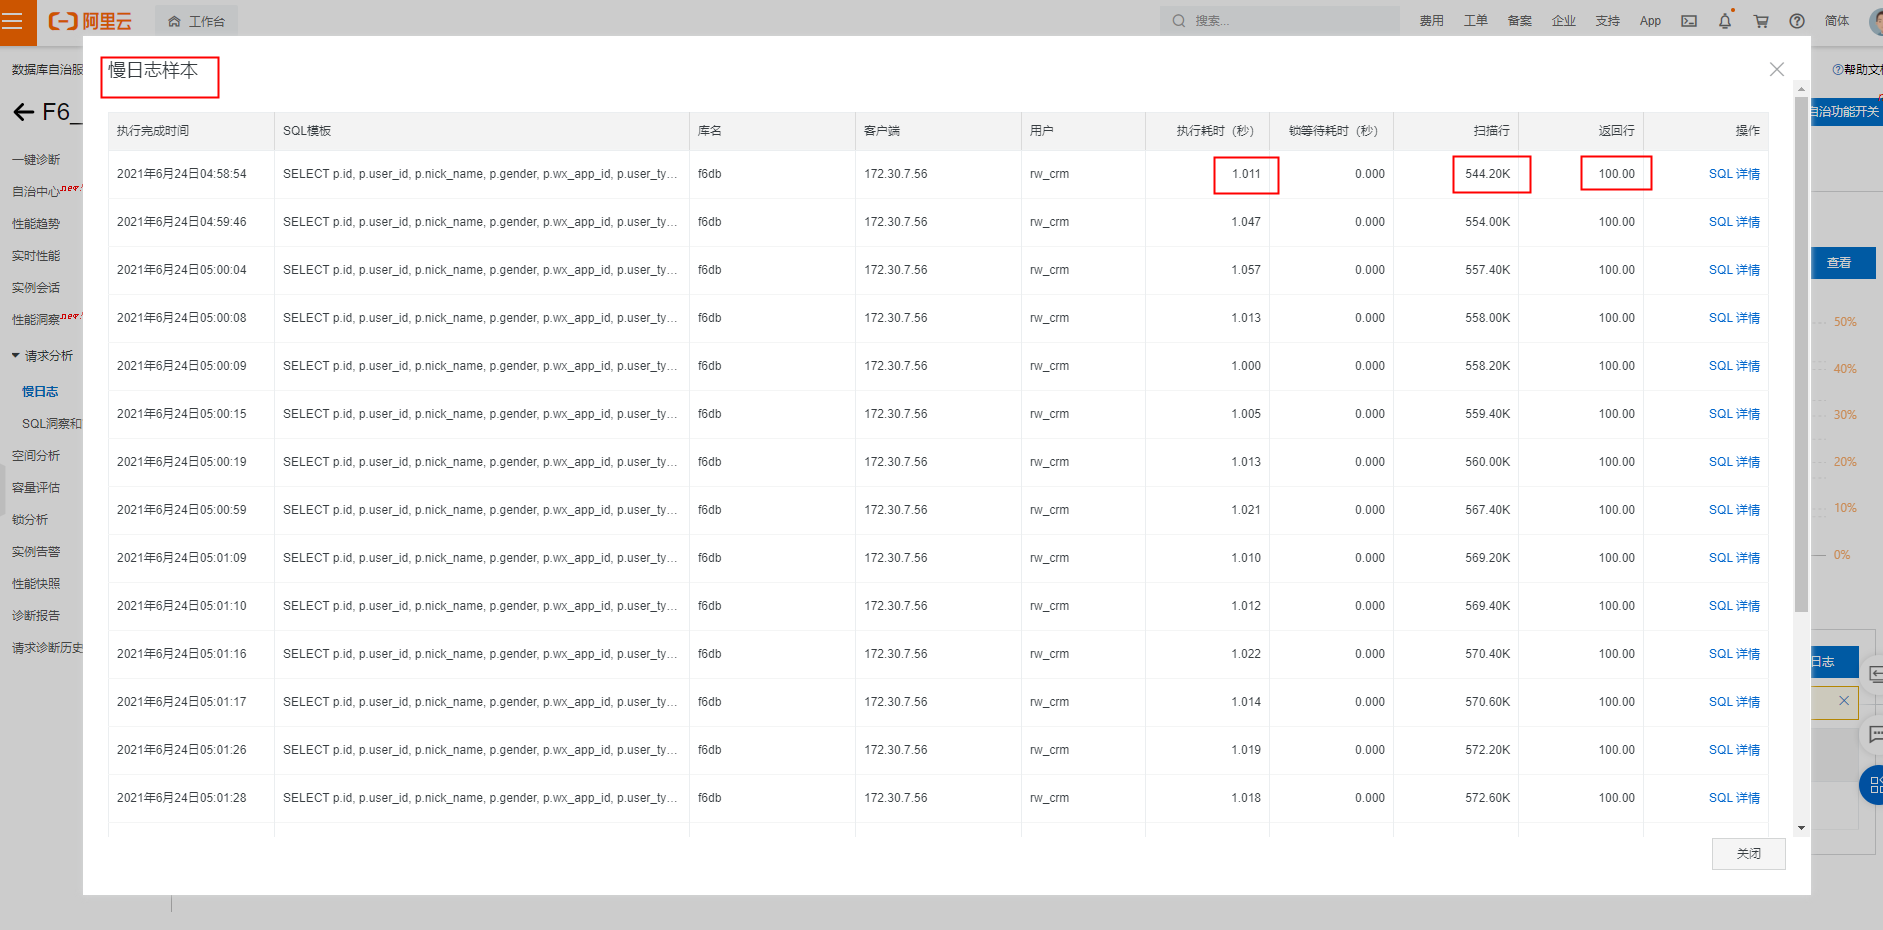 阿里云
工作台
搜索...
费用 工单 备案 企业 支持 App 简体
数据库自治服
帮助文档
F6_
自治功能开关
一键诊断
自治中心 new
性能趋势
实时性能
实例会话
性能洞察 new
请求分析
慢日志
SQL洞察和
空间分析
容量评估
锁分析
实例告警
性能快照
诊断报告
请求诊断历史
慢日志样本
执行完成时间 SQL模板 库名 客户端 用户 执行耗时（秒） 锁等待耗时（秒） 扫描行 返回行 操作
2021年6月24日04:58:54 SELECT p.id, p.user_id, p.nick_name, p.gender, p.wx_app_id, p.user_ty... f6db 172.30.7.56 rw_crm 1.011 0.000 544.20K 100.00 SQL 详情
2021年6月24日04:59:46 SELECT p.id, p.user_id, p.nick_name, p.gender, p.wx_app_id, p.user_ty... f6db 172.30.7.56 rw_crm 1.047 0.000 554.00K 100.00 SQL 详情
2021年6月24日05:00:04 SELECT p.id, p.user_id, p.nick_name, p.gender, p.wx_app_id, p.user_ty... f6db 172.30.7.56 rw_crm 1.057 0.000 557.40K 100.00 SQL 详情
2021年6月24日05:00:08 SELECT p.id, p.user_id, p.nick_name, p.gender, p.wx_app_id, p.user_ty... f6db 172.30.7.56 rw_crm 1.013 0.000 558.00K 100.00 SQL 详情
2021年6月24日05:00:09 SELECT p.id, p.user_id, p.nick_name, p.gender, p.wx_app_id, p.user_ty... f6db 172.30.7.56 rw_crm 1.000 0.000 558.20K 100.00 SQL 详情
2021年6月24日05:00:15 SELECT p.id, p.user_id, p.nick_name, p.gender, p.wx_app_id, p.user_ty... f6db 172.30.7.56 rw_crm 1.005 0.000 559.40K 100.00 SQL 详情
2021年6月24日05:00:19 SELECT p.id, p.user_id, p.nick_name, p.gender, p.wx_app_id, p.user_ty... f6db 172.30.7.56 rw_crm 1.013 0.000 560.00K 100.00 SQL 详情
2021年6月24日05:00:59 SELECT p.id, p.user_id, p.nick_name, p.gender, p.wx_app_id, p.user_ty... f6db 172.30.7.56 rw_crm 1.021 0.000 567.40K 100.00 SQL 详情
2021年6月24日05:01:09 SELECT p.id, p.user_id, p.nick_name, p.gender, p.wx_app_id, p.user_ty... f6db 172.30.7.56 rw_crm 1.010 0.000 569.20K 100.00 SQL 详情
2021年6月24日05:01:10 SELECT p.id, p.user_id, p.nick_name, p.gender, p.wx_app_id, p.user_ty... f6db 172.30.7.56 rw_crm 1.012 0.000 569.40K 100.00 SQL 详情
2021年6月24日05:01:16 SELECT p.id, p.user_id, p.nick_name, p.gender, p.wx_app_id, p.user_ty... f6db 172.30.7.56 rw_crm 1.022 0.000 570.40K 100.00 SQL 详情
2021年6月24日05:01:17 SELECT p.id, p.user_id, p.nick_name, p.gender, p.wx_app_id, p.user_ty... f6db 172.30.7.56 rw_crm 1.014 0.000 570.60K 100.00 SQL 详情
2021年6月24日05:01:26 SELECT p.id, p.user_id, p.nick_name, p.gender, p.wx_app_id, p.user_ty... f6db 172.30.7.56 rw_crm 1.019 0.000 572.20K 100.00 SQL 详情
2021年6月24日05:01:28 SELECT p.id, p.user_id, p.nick_name, p.gender, p.wx_app_id, p.user_ty... f6db 172.30.7.56 rw_crm 1.018 0.000 572.60K 100.00 SQL 详情
关闭
查看
50%
40%
30%
20%
10%
0%
日志